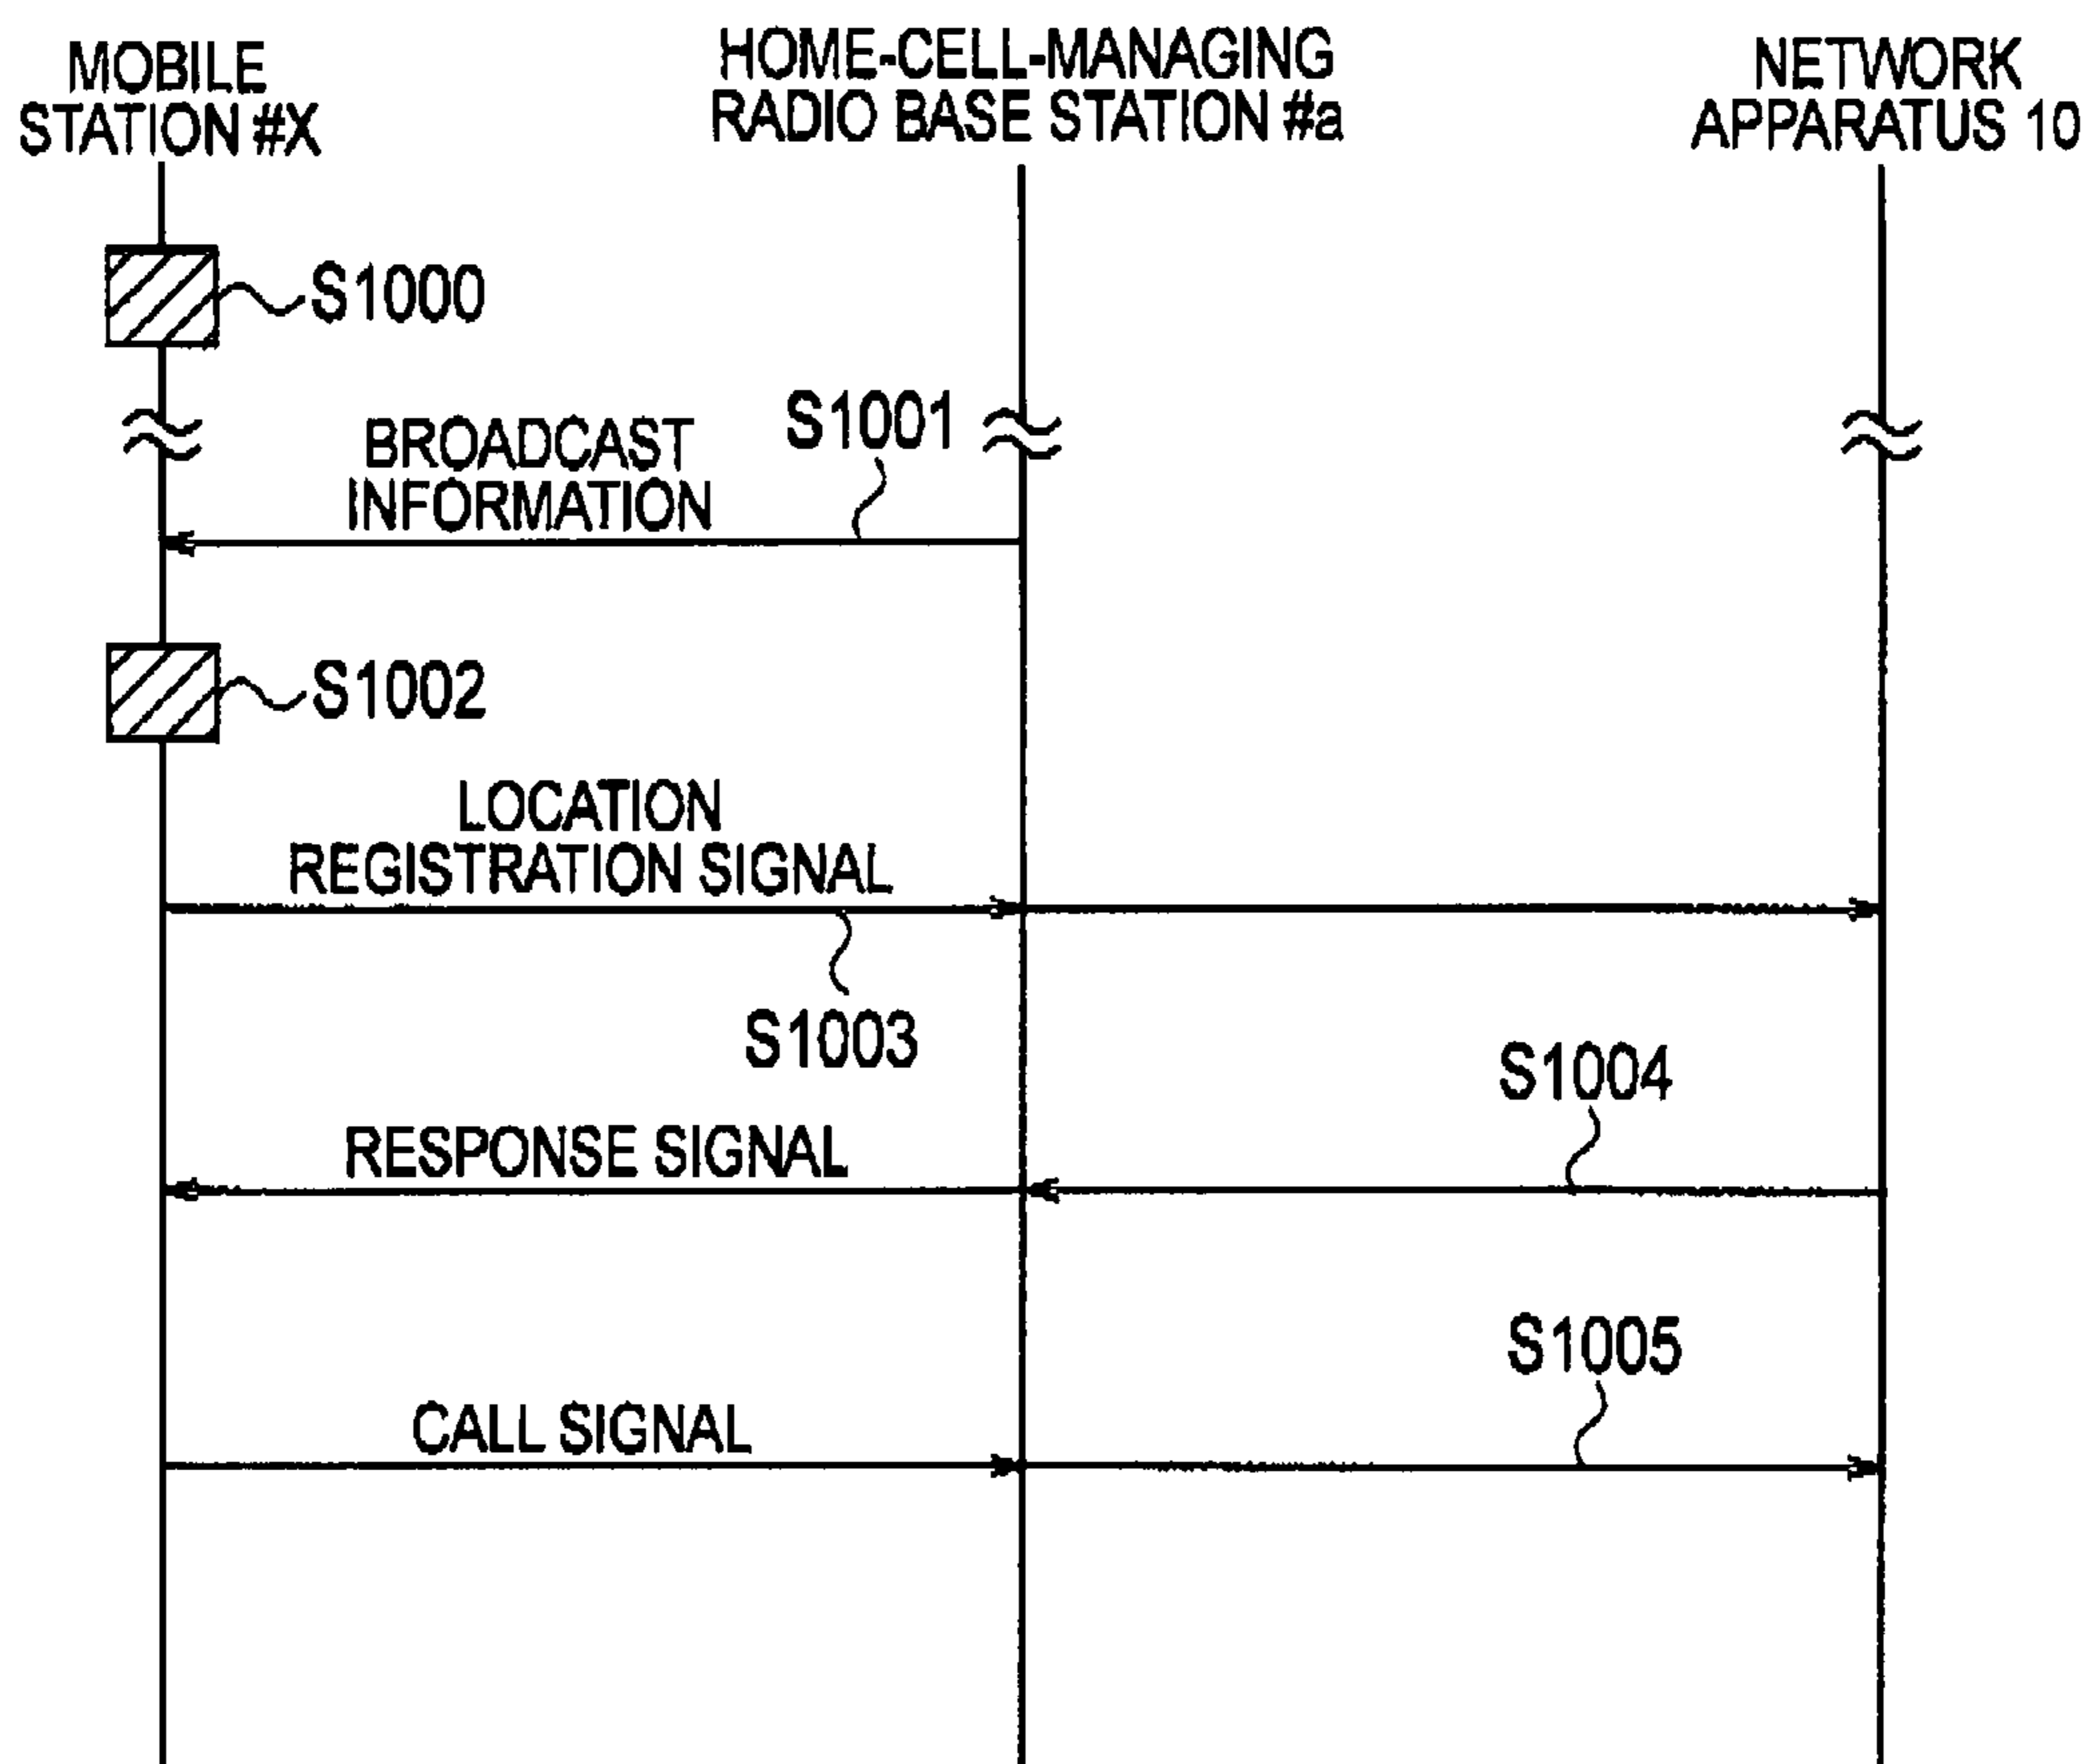 MOBILE
STATION #X
HOME-CELL-MANAGING
RADIO BASE STATION #a
NETWORK
APPARATUS 10
S1000
S1001
BROADCAST
INFORMATION
S1002
LOCATION
REGISTRATION SIGNAL
S1003
S1004
RESPONSE SIGNAL
S1005
CALL SIGNAL